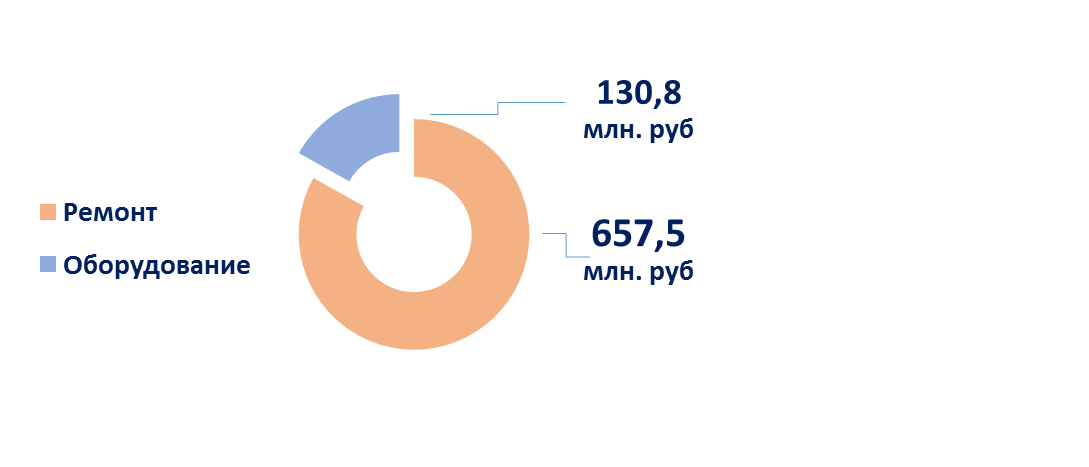 130,8
млн. руб
657,5
млн. руб
Ремонт
Оборудование